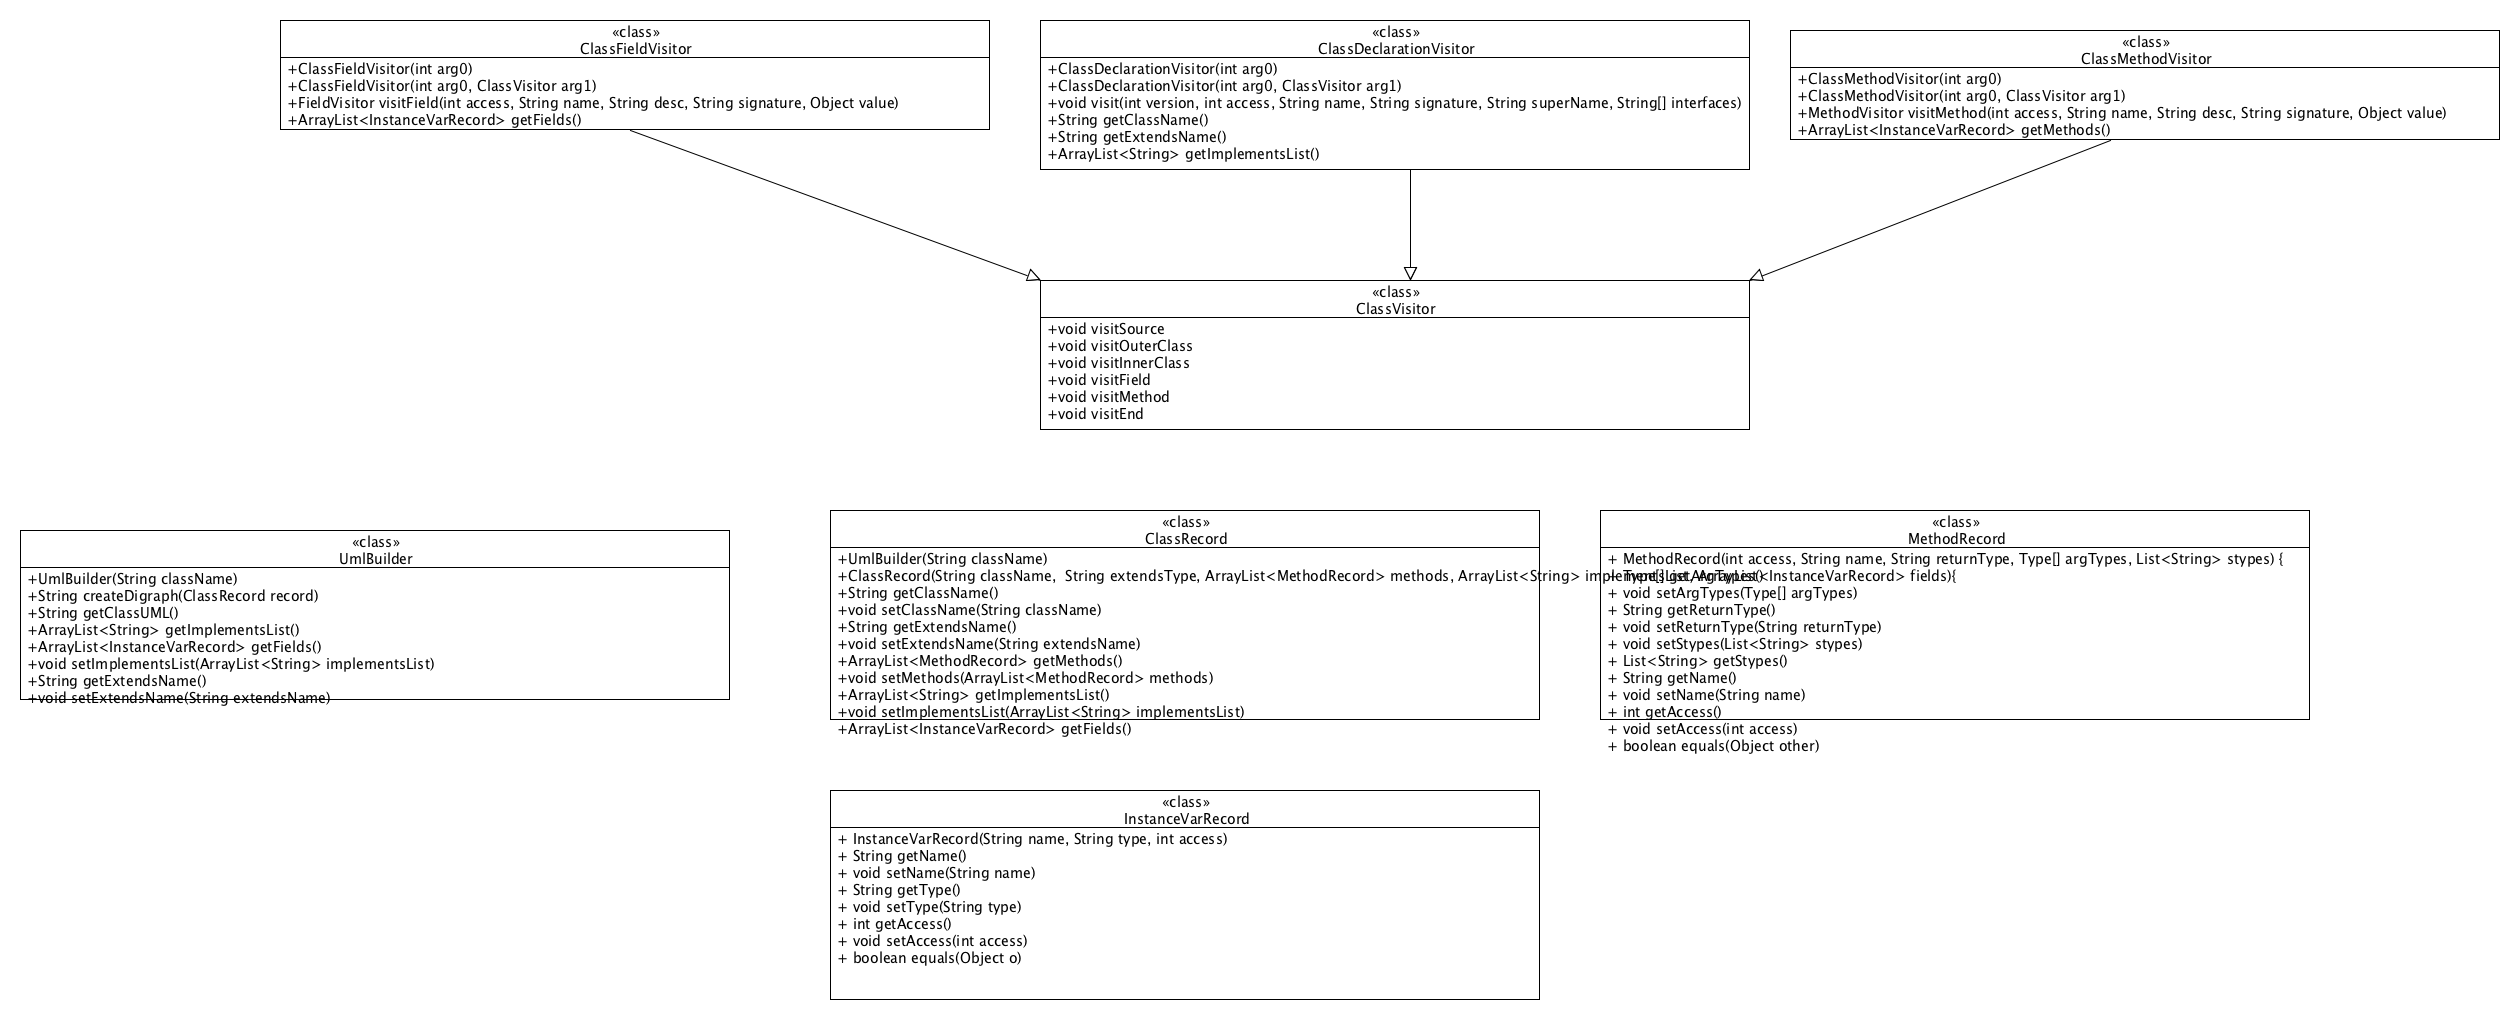 «class»
ClassFieldVisitor
+ClassFieldVisitor(int arg0)
+ClassFieldVisitor(int arg0, ClassVisitor arg1)
+FieldVisitor visitField(int access, String name, String desc, String signature, Object value)
+ArrayList<InstanceVarRecord> getFields()
«class»
ClassDeclarationVisitor
+ClassDeclarationVisitor(int arg0)
+ClassDeclarationVisitor(int arg0, ClassVisitor arg1)
+void visit(int version, int access, String name, String signature, String superName, String[] interfaces)
+String getClassName()
+String getExtendsName()
+ArrayList<String> getImplementsList()
«class»
ClassMethodVisitor
+ClassMethodVisitor(int arg0)
+ClassMethodVisitor(int arg0, ClassVisitor arg1)
+MethodVisitor visitMethod(int access, String name, String desc, String signature, Object value)
+ArrayList<InstanceVarRecord> getMethods()
«class»
ClassVisitor
+void visitSource
+void visitOuterClass
+void visitInnerClass
+void visitField
+void visitMethod
+void visitEnd
«class»
UmlBuilder
+UmlBuilder(String className)
+String createDigraph(ClassRecord record)
+String getClassUML()
+ArrayList<String> getImplementsList()
+ArrayList<InstanceVarRecord> getFields()
+void setImplementsList(ArrayList<String> implementsList)
+String getExtendsName()
+void setExtendsName(String extendsName)
«class»
ClassRecord
+UmlBuilder(String className)
+ClassRecord(String className,  String extendsType, ArrayList<MethodRecord> methods, ArrayList<String> implementsList, ArrayList<InstanceVarRecord> fields){
+String getClassName()
+void setClassName(String className)
+String getExtendsName()
+void setExtendsName(String extendsName)
+ArrayList<MethodRecord> getMethods()
+void setMethods(ArrayList<MethodRecord> methods)
+ArrayList<String> getImplementsList()
+void setImplementsList(ArrayList<String> implementsList)
+ArrayList<InstanceVarRecord> getFields()
«class»
MethodRecord
+ MethodRecord(int access, String name, String returnType, Type[] argTypes, List<String> stypes) {
+ Type[] getArgTypes()
+ void setArgTypes(Type[] argTypes)
+ String getReturnType()
+ void setReturnType(String returnType)
+ void setStypes(List<String> stypes)
+ List<String> getStypes()
+ String getName()
+ void setName(String name)
+ int getAccess()
+ void setAccess(int access)
+ boolean equals(Object other)
«class»
InstanceVarRecord
+ InstanceVarRecord(String name, String type, int access)
+ String getName()
+ void setName(String name)
+ String getType()
+ void setType(String type)
+ int getAccess()
+ void setAccess(int access)
+ boolean equals(Object o)